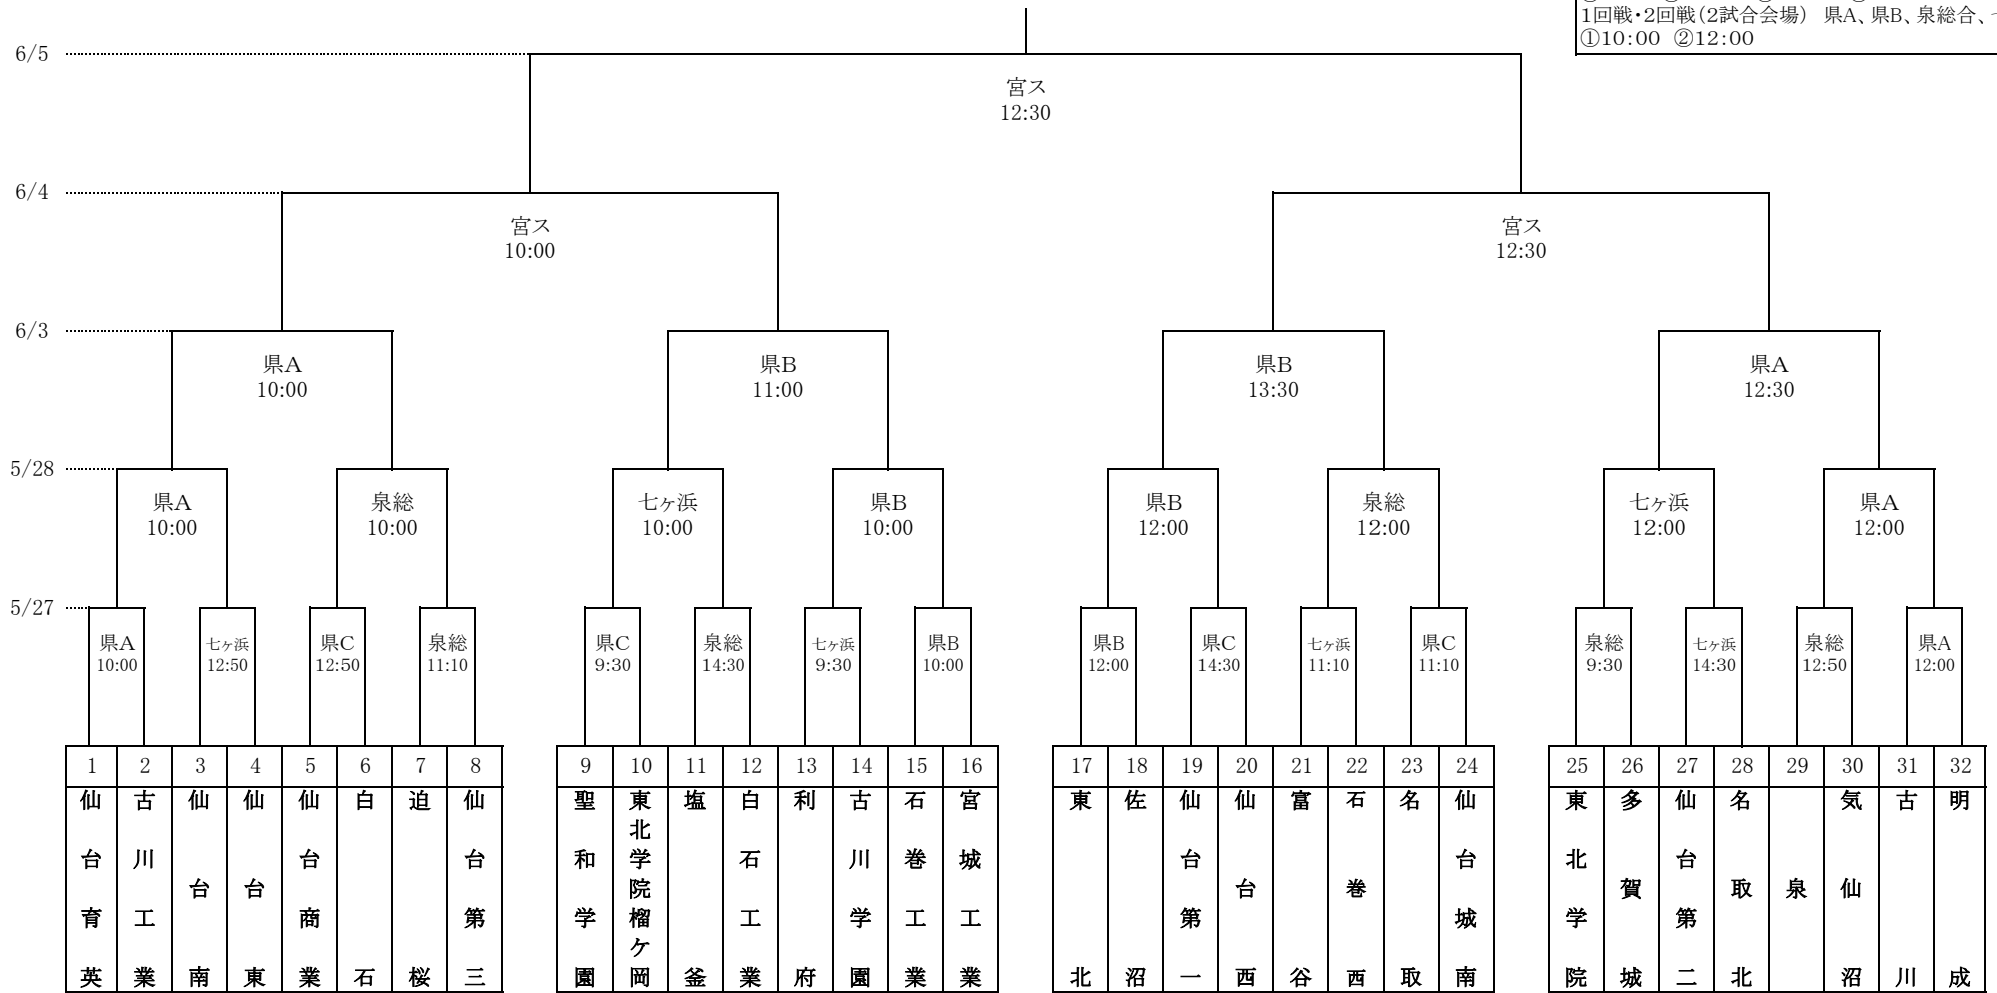 1回戦・2回戦(2試合会場) 県A、県B、泉総合、
①10:00 ②12:00
6/5
宮ス
12:30
6/4
宮ス
10:00
宮ス
12:30
6/3
県A
10:00
県B
11:00
県B
13:30
県A
12:30
5/28
県A
10:00
泉総
10:00
七ヶ浜
10:00
県B
10:00
県B
12:00
泉総
12:00
七ヶ浜
12:00
県A
12:00
5/27
県A
10:00
七ヶ浜
12:50
県C
12:50
泉総
11:10
県C
9:30
泉総
14:30
七ヶ浜
9:30
県B
10:00
県B
12:00
県C
14:30
七ヶ浜
11:10
県C
11:10
泉総
9:30
七ヶ浜
14:30
泉総
12:50
県A
12:00
1 2 3 4 5 6 7 8 9 10 11 12 13 14 15 16 17 18 19 20 21 22 23 24 25 26 27 28 29 30 31 32
仙台育英
古川工業
仙台南
仙台東
仙台商業
白石
迫桜
仙台第三
聖和学園
東北学院榴ケ岡
塩釜
白石工業
利府
古川学園
石巻工業
宮城工業
東北
佐沼
仙台第一
仙台西
富谷
石巻西
名取
仙台城南
東北学院
多賀城
仙台第二
名取北
泉
気仙沼
古川
明成